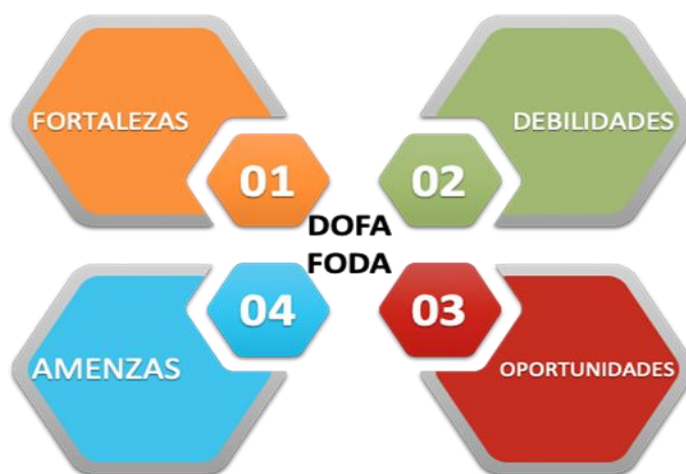 FORTALEZAS
01
02
DEBILIDADES
DOFA
FODA
AMENZAS
04
03
OPORTUNIDADES